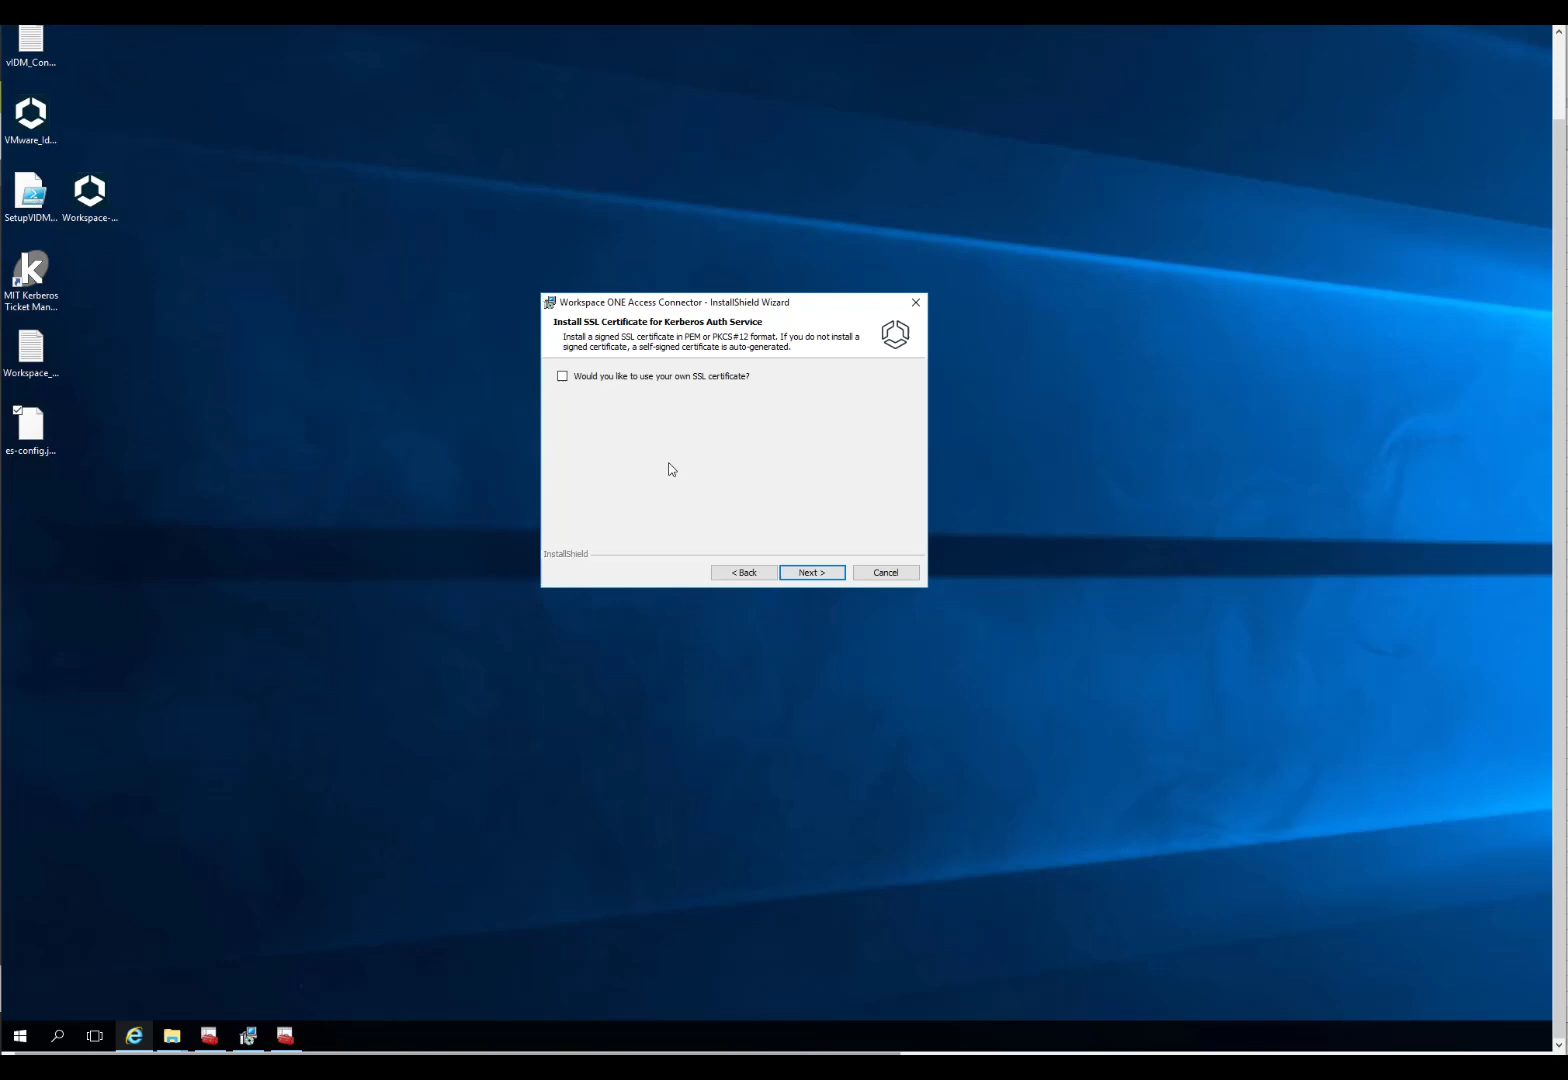 vIDM_Con...
VMware_Id...
SetupVIDM...
Workspace-...
MIT Kerberos
Ticket Man...
Workspace_...
es-config.j...
Workspace ONE Access Connector - InstallShield Wizard
Install SSL Certificate for Kerberos Auth Service
Install a signed SSL certificate in PEM or PKCS#12 format. If you do not install a
signed certificate, a self-signed certificate is auto-generated.
Would you like to use your own SSL certificate?
InstallShield
< Back
Next >
Cancel